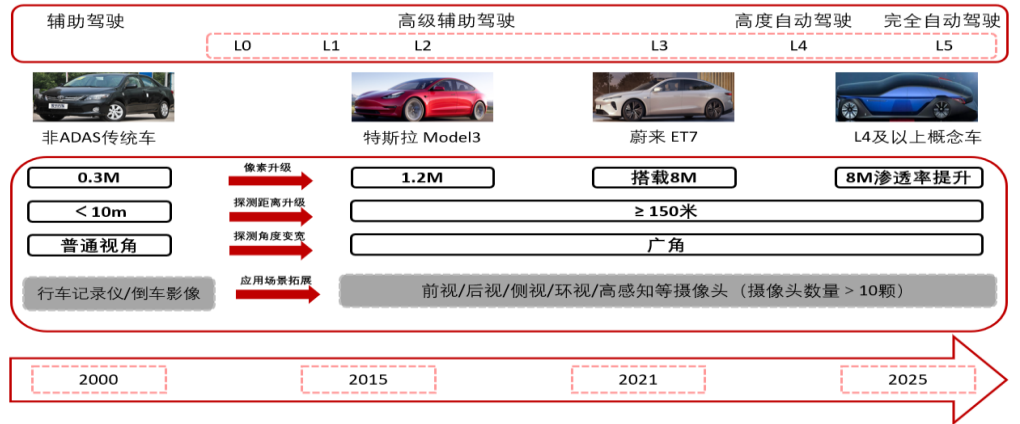 辅助驾驶 高级辅助驾驶 高度自动驾驶 完全自动驾驶
L0 L1 L2 L3 L4 L5
非ADAS传统车 特斯拉 Model3 蔚来 ET7 L4及以上概念车
像素升级
0.3M 1.2M 搭载8M 8M渗透率提升
探测距离升级
＜10m ≥150米
探测角度变宽
普通视角 广角
应用场景拓展
行车记录仪/倒车影像 前视/后视/侧视/环视/高感知等摄像头（摄像头数量＞10颗）
2000 2015 2021 2025